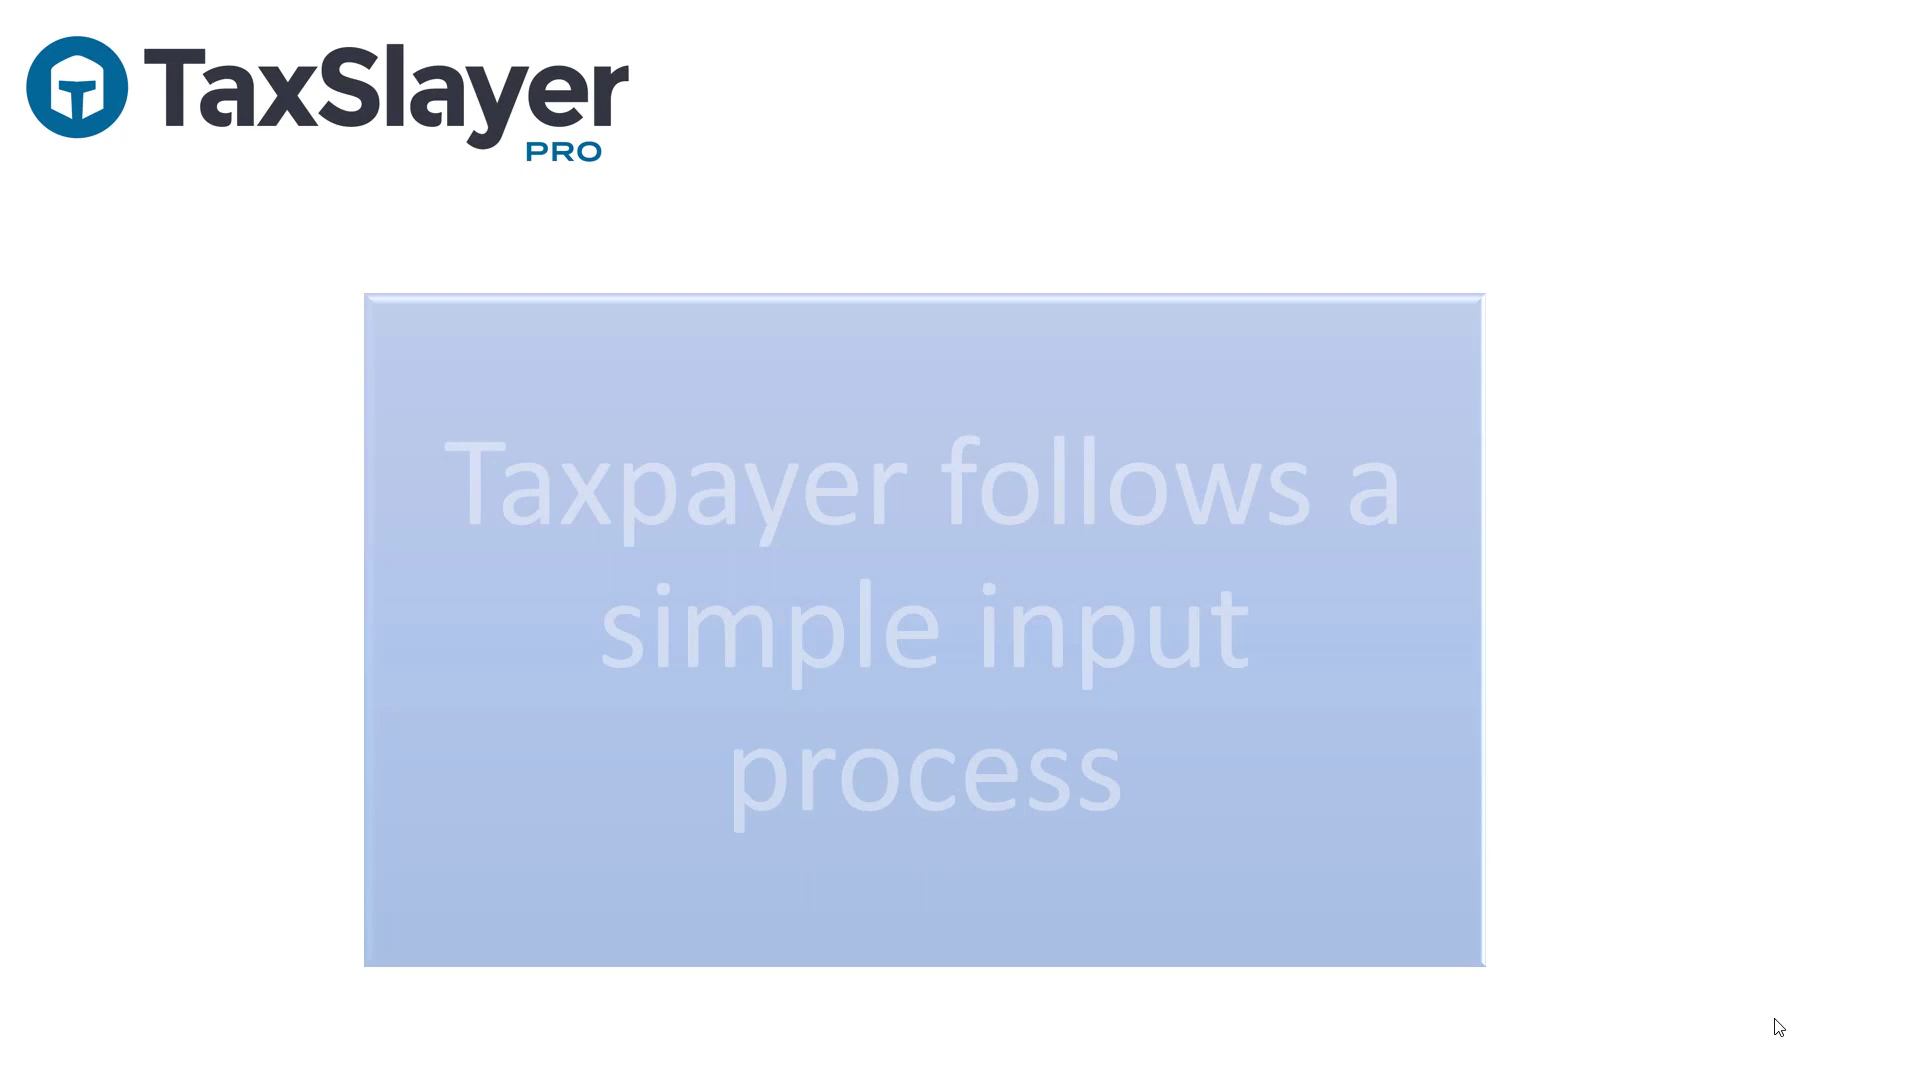 TaxSlayer
PRO
Taxpayer follows a
simple input
process